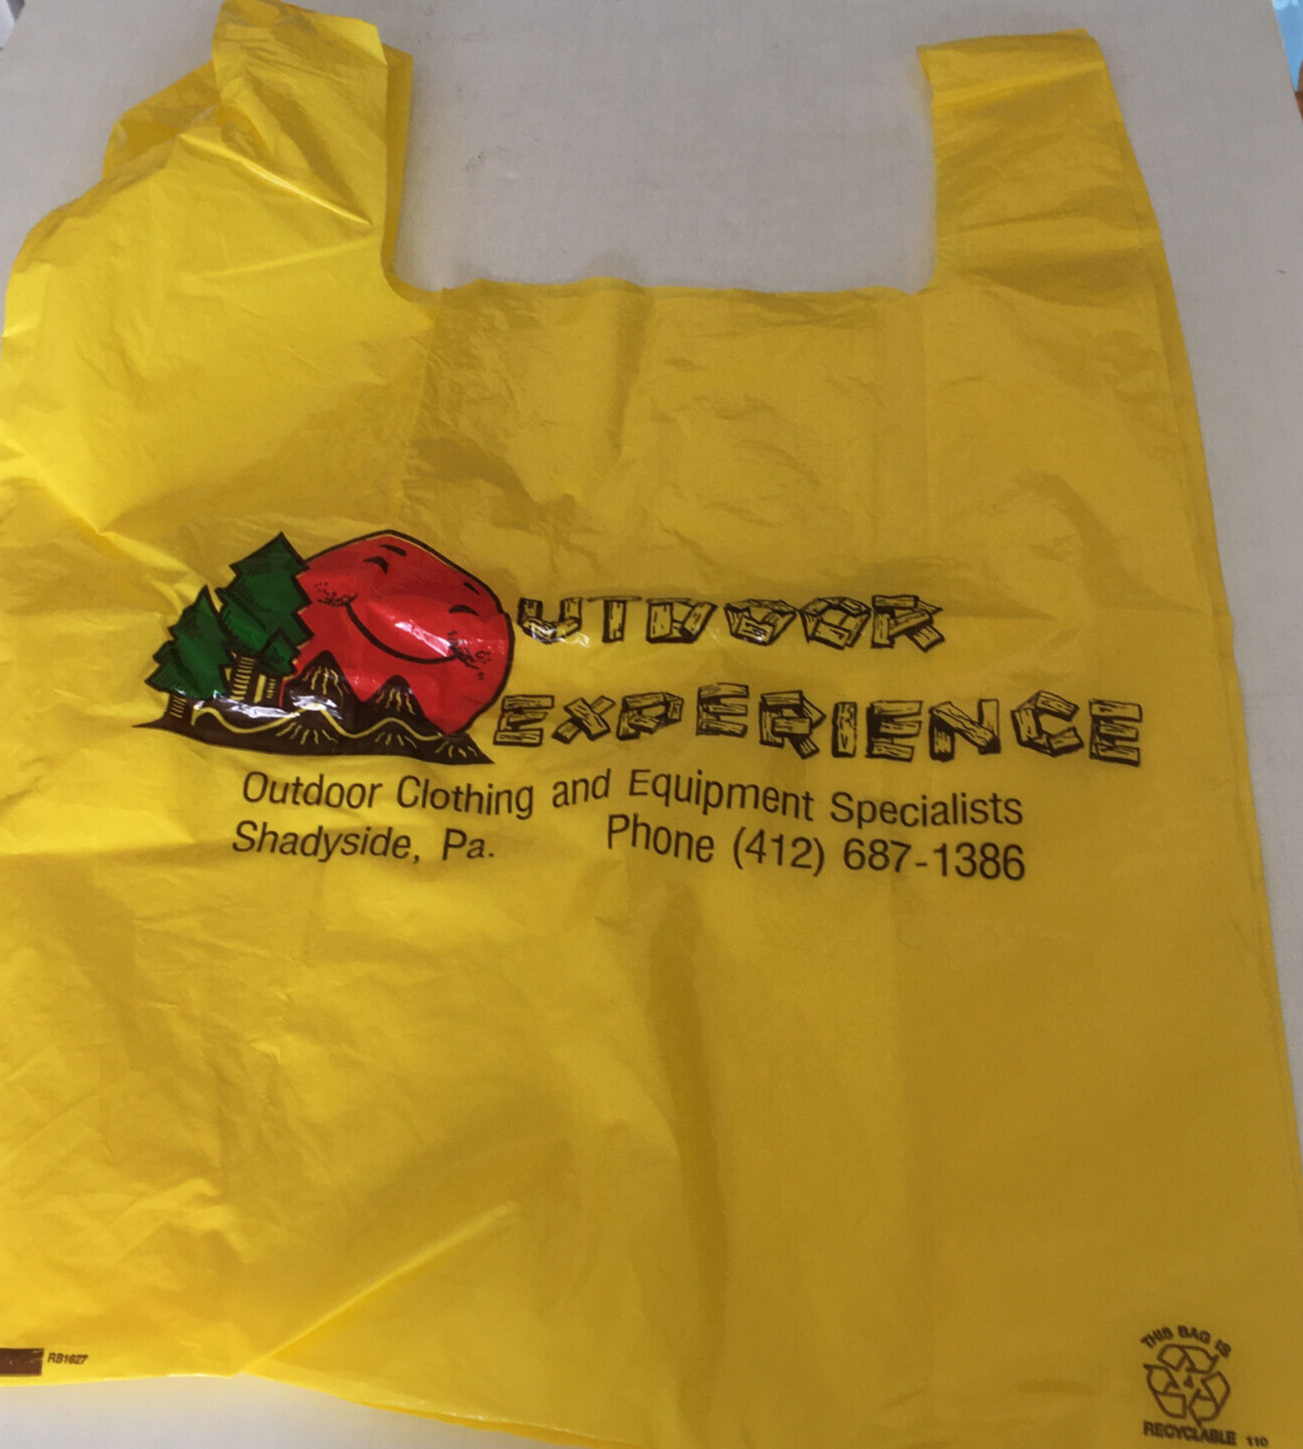 OUTDOOR
EXPERIENCE
Outdoor Clothing and Equipment Specialists
Shadyside, Pa. Phone (412) 687-1386
RB1627
THIS BAG IS
4
RECYCLABLE 110